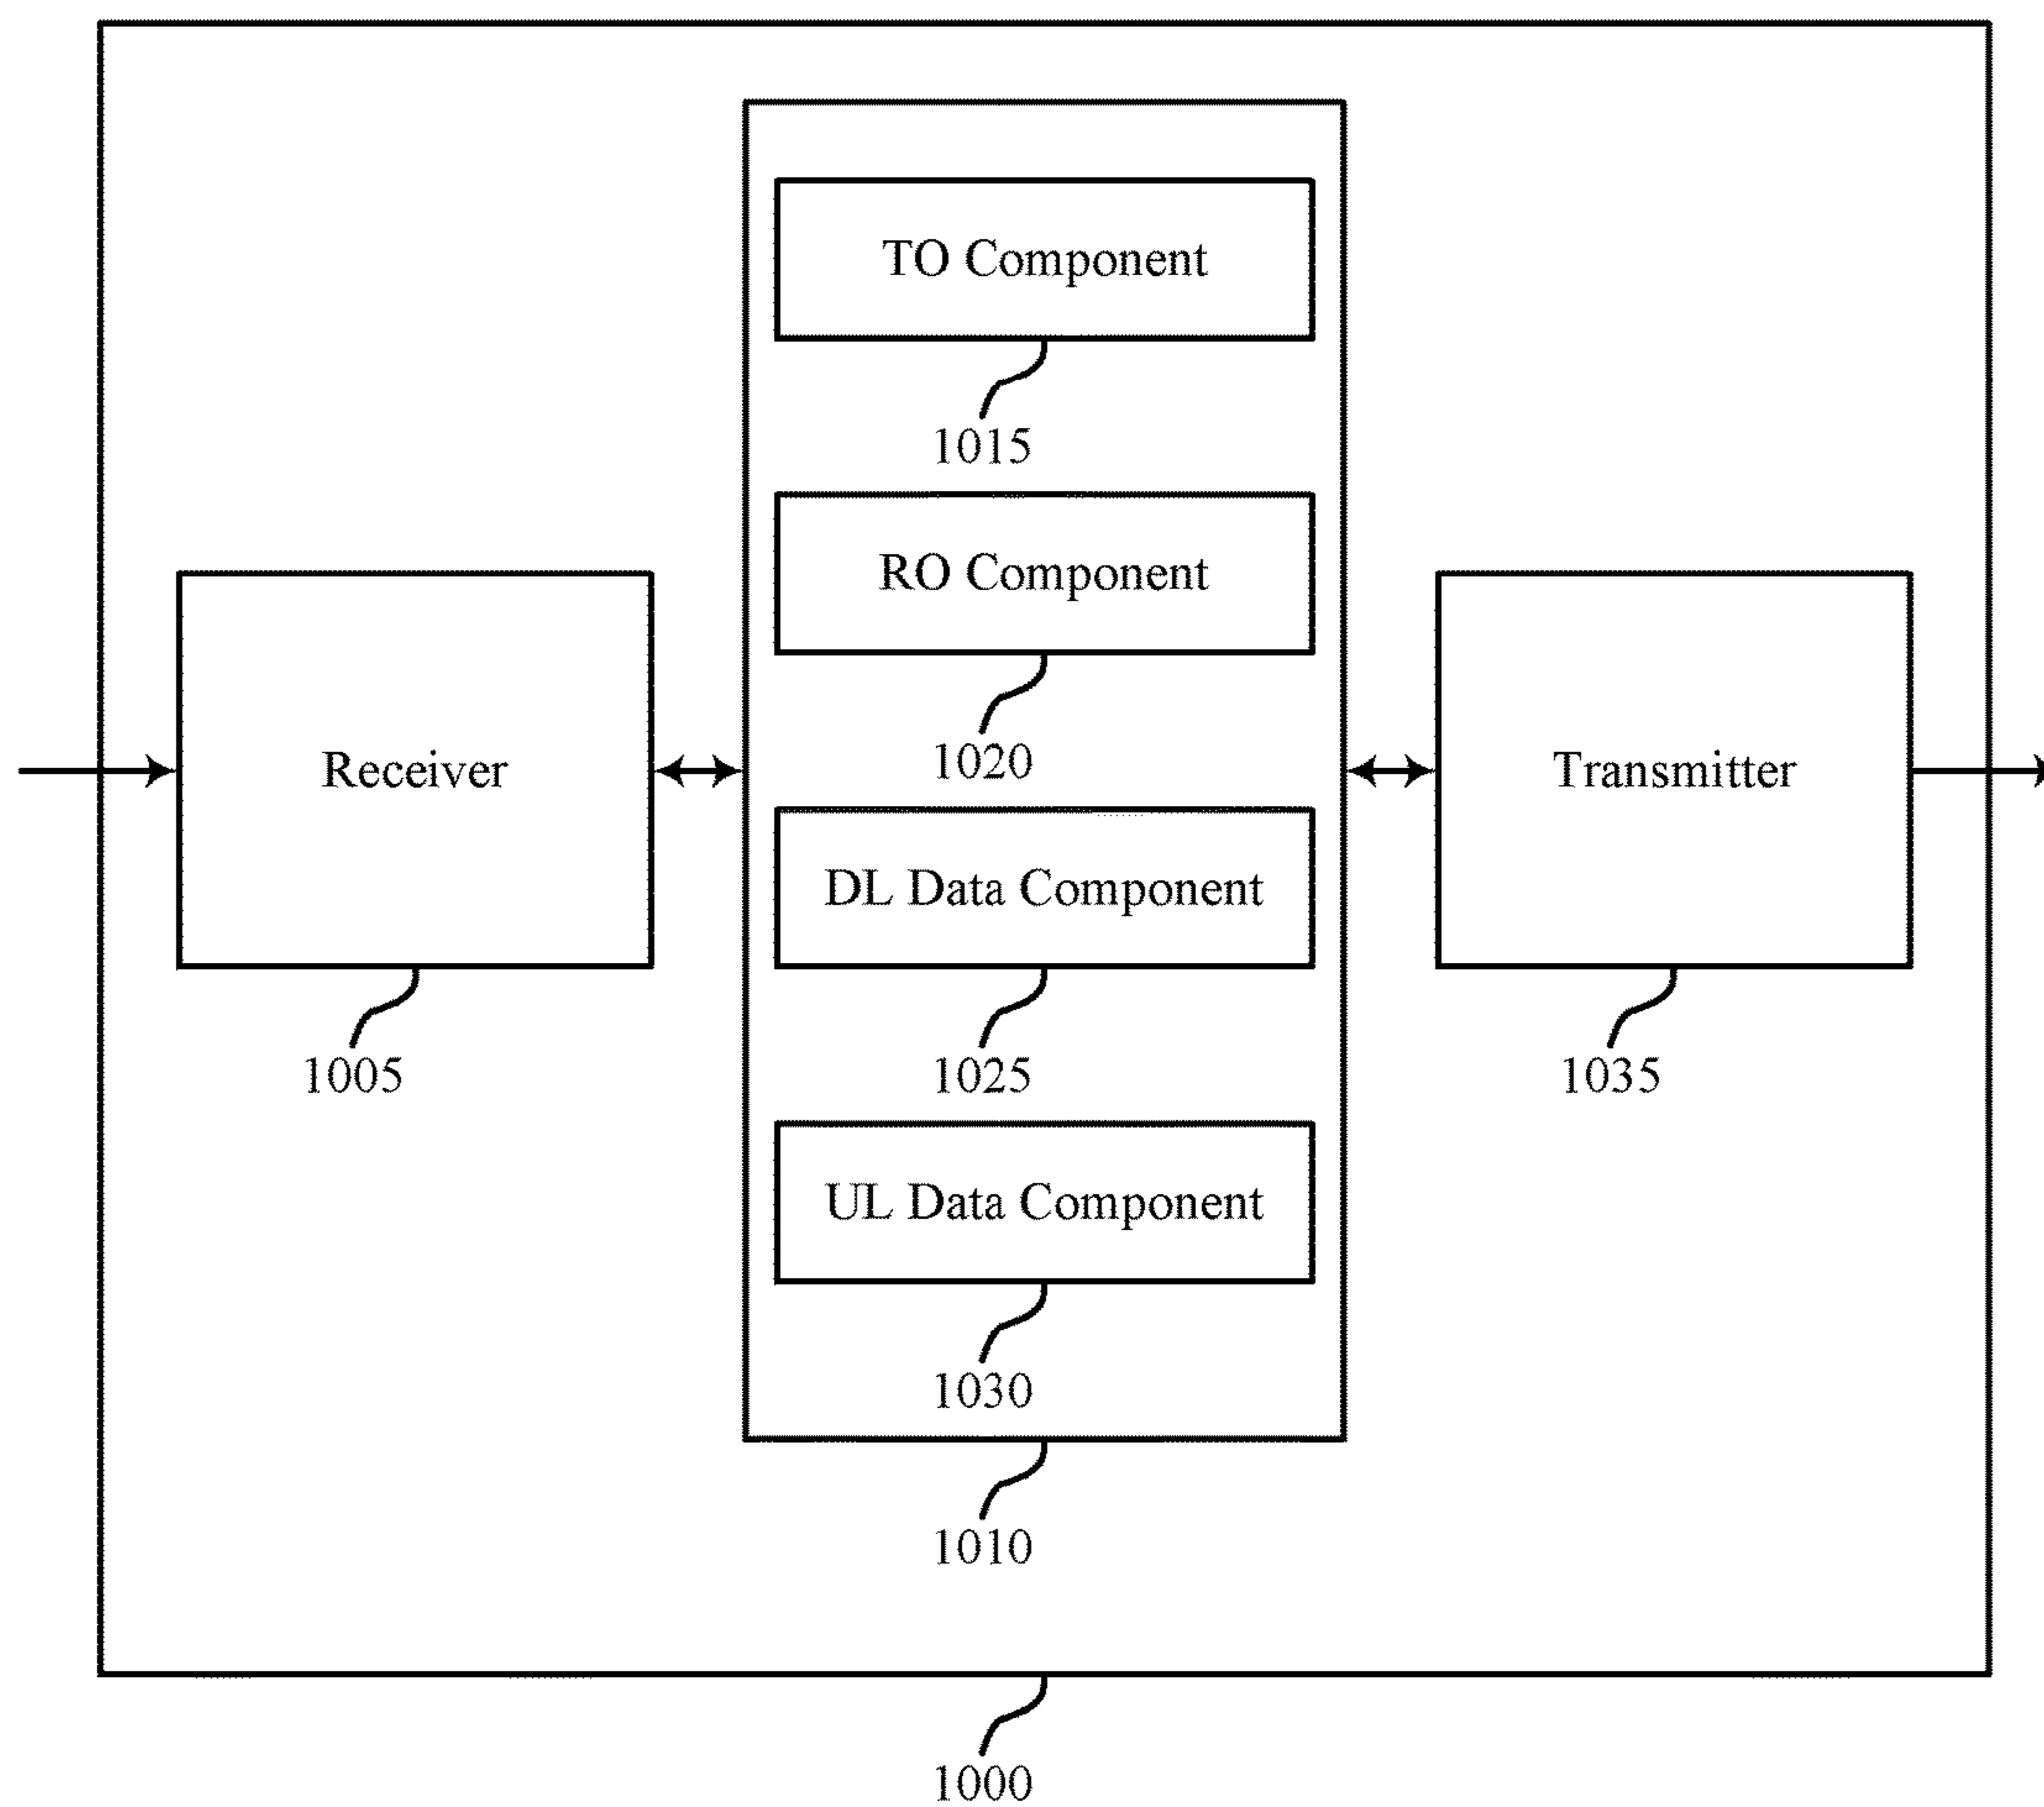 TO Component
1015
RO Component
1020
Receiver
1005
DL Data Component
1025
Transmitter
1035
UL Data Component
1030
1010
1000